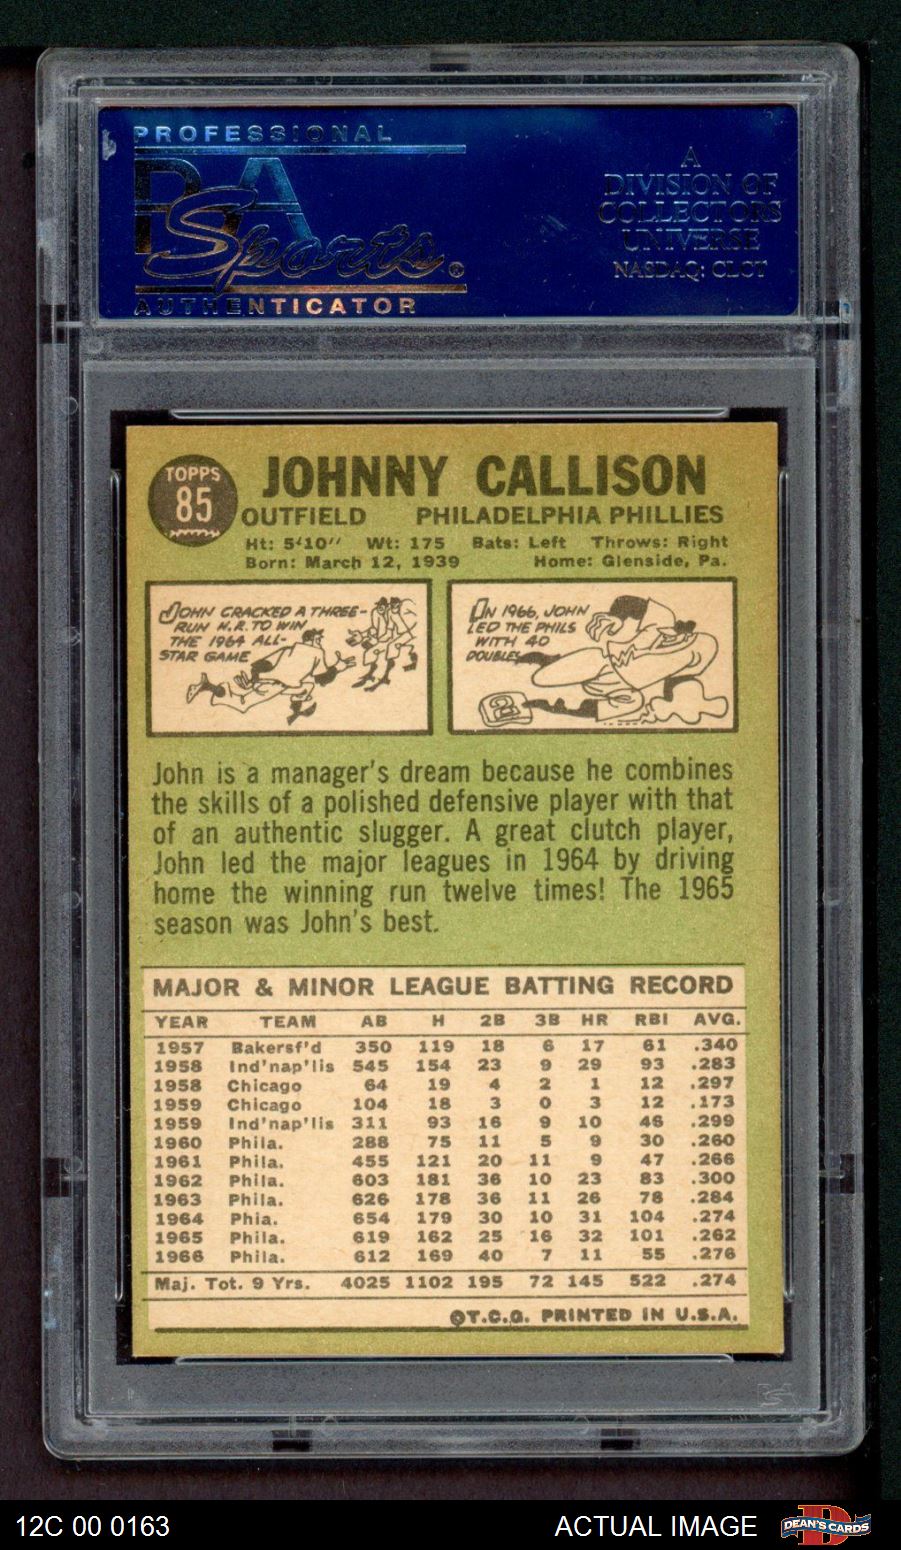 PROFESSIONAL
PSA
Sports®
AUTHENTICATOR
A
DIVISION OF
COLLECTORS
UNIVERSE
NASDAQ: CLCT
TOPPS
85
JOHNNY CALLISON
OUTFIELD PHILADELPHIA PHILLIES
Ht: 5'10'' Wt: 175 Bats: Left Throws: Right
Born: March 12, 1939 Home: Glenside, Pa.
JOHN CRACKED A THREE-
RUN H.R. TO WIN
THE 1964 ALL-
STAR GAME
IN 1966, JOHN
LED THE PHILS
WITH 40
DOUBLES
2
John is a manager's dream because he combines
the skills of a polished defensive player with that
of an authentic slugger. A great clutch player,
John led the major leagues in 1964 by driving
home the winning run twelve times! The 1965
season was John's best.
MAJOR & MINOR LEAGUE BATTING RECORD
YEAR TEAM AB H 2B 3B HR RBI AVG.
1957 Bakersf'd 350 119 18 6 17 61 .340
1958 Ind'nap'lis 545 154 23 9 29 93 .283
1958 Chicago 64 19 4 2 1 12 .297
1959 Chicago 104 18 3 0 3 12 .173
1959 Ind'nap'lis 311 93 16 9 10 46 .299
1960 Phila. 288 75 11 5 9 30 .260
1961 Phila. 455 121 20 11 9 47 .266
1962 Phila. 603 181 36 10 23 83 .300
1963 Phila. 626 178 36 11 26 78 .284
1964 Phia. 654 179 30 10 31 104 .274
1965 Phila. 619 162 25 16 32 101 .262
1966 Phila. 612 169 40 7 11 55 .276
Maj. Tot. 9 Yrs. 4025 1102 195 72 145 522 .274
©T.C.G. PRINTED IN U.S.A.
12C 00 0163
ACTUAL IMAGE
DEAN'S CARDS